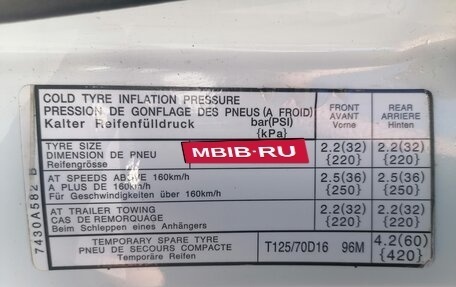 COLD TYRE INFLATION PRESSURE
PRESSION DE GONFLAGE DES PNEUS (A FROID)
Kalter Reifenfülldruck bar(PSI)
{kPa}
FRONT
AVANT
Vorne
REAR
ARRIERE
Hinten
TYRE SIZE
DIMENSION DE PNEU
Reifengrösse
MBIB-RU
2.2(32) 2.2(32)
{220} {220}
AT SPEEDS ABOVE 160km/h
A PLUS DE 160km/h
Für Geschwindigkeiten über 160km/h
2.5(36) 2.5(36)
{250} {250}
AT TRAILER TOWING
CAS DE REMORQUAGE
Beim Schleppen eines Anhängers
2.2(32) 2.2(32)
{220} {220}
TEMPORARY SPARE TYRE
PNEU DE SECOURS COMPACTE
Temporäre Reifen
T125/70D16 96M
4.2(60)
{420}
7430A582 B